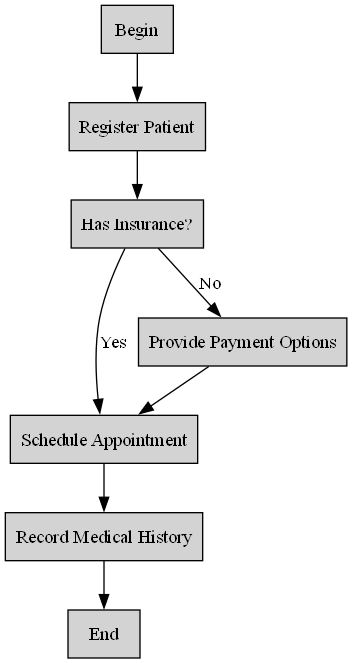 Begin
Register Patient
Has Insurance?
No
Yes
Provide Payment Options
Schedule Appointment
Record Medical History
End